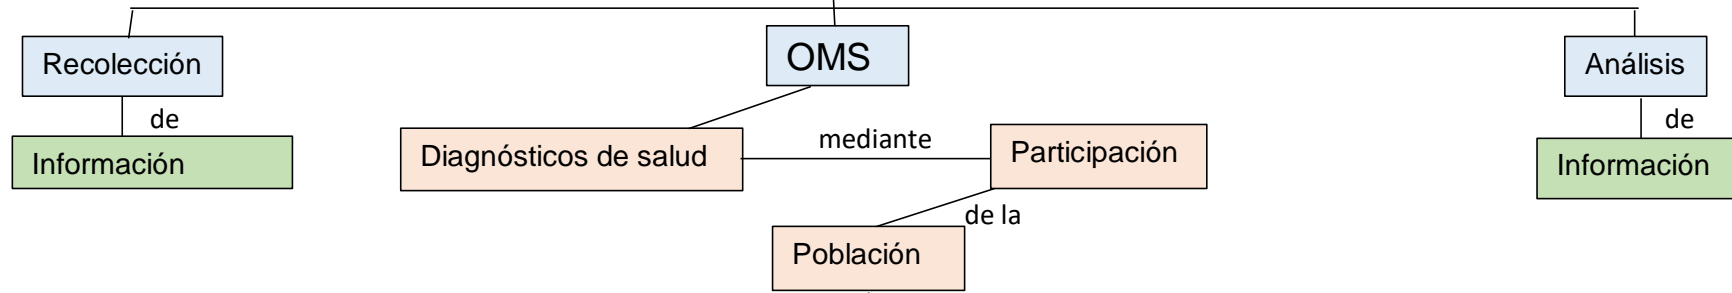 Recolección
OMS
Análisis
de
de
Información
Diagnósticos de salud
mediante
Participación
Información
de la
Población